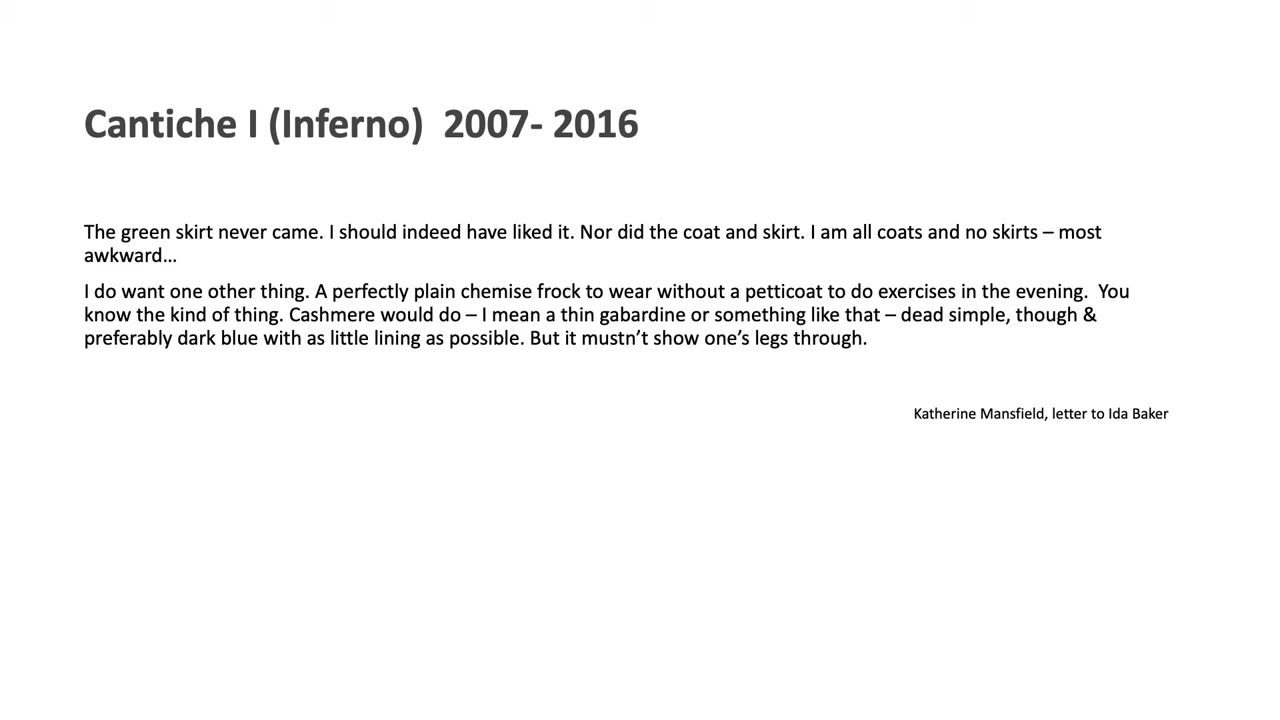 Cantiche I (Inferno)  2007- 2016
The green skirt never came. I should indeed have liked it. Nor did the coat and skirt. I am all coats and no skirts – most
awkward…
I do want one other thing. A perfectly plain chemise frock to wear without a petticoat to do exercises in the evening.  You
know the kind of thing. Cashmere would do – I mean a thin gabardine or something like that – dead simple, though &
preferably dark blue with as little lining as possible. But it mustn’t show one’s legs through.
Katherine Mansfield, letter to Ida Baker